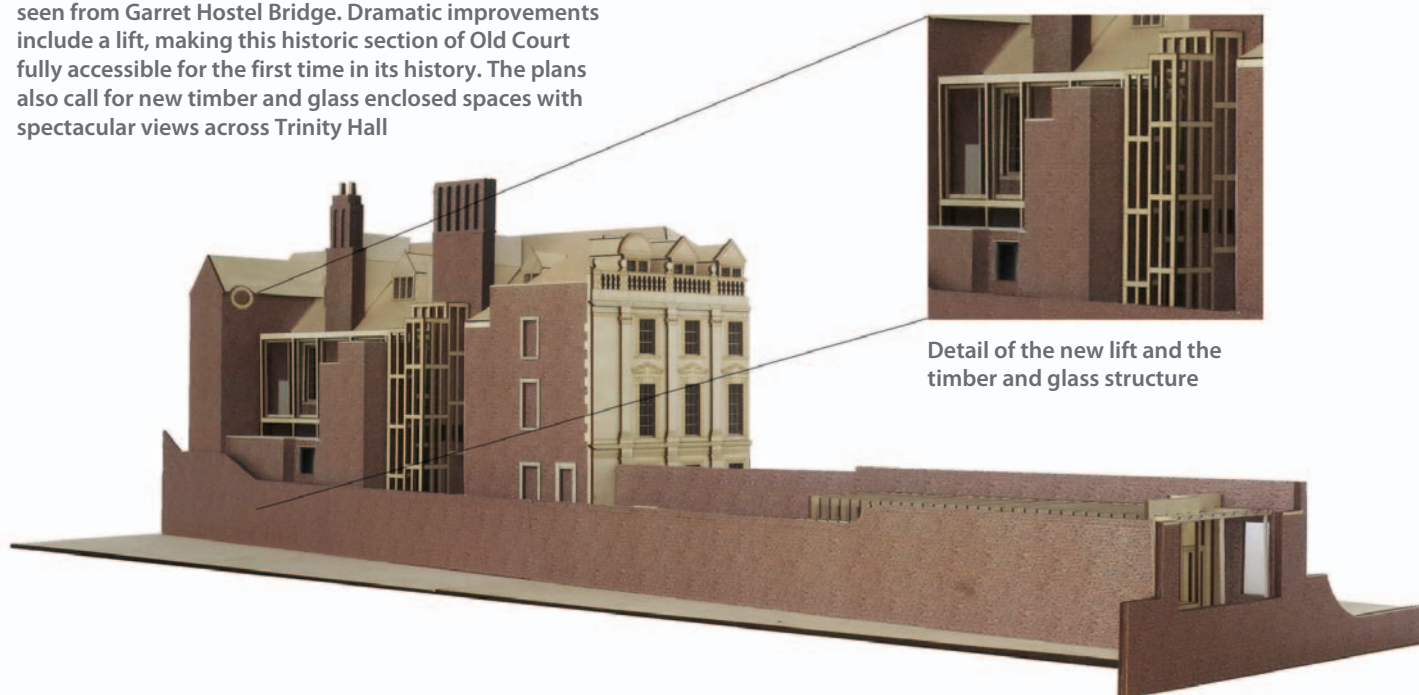 seen from Garret Hostel Bridge. Dramatic improvements
include a lift, making this historic section of Old Court
fully accessible for the first time in its history. The plans
also call for new timber and glass enclosed spaces with
spectacular views across Trinity Hall
Detail of the new lift and the
timber and glass structure